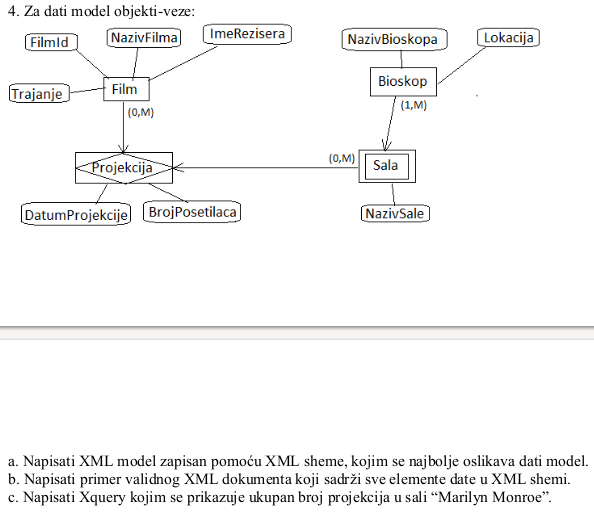 4. Za dati model objekti-veze:
FilmId
NazivFilma
ImeRezisera
NazivBioskopa
Lokacija
Trajanje
Film
Bioskop
(0,M)
(1,M)
Projekcija
(0,M)
Sala
DatumProjekcije
BrojPosetilaca
NazivSale
a. Napisati XML model zapisan pomoću XML sheme, kojim se najbolje oslikava dati model.
b. Napisati primer validnog XML dokumenta koji sadrži sve elemente date u XML shemi.
c. Napisati Xquery kojim se prikazuje ukupan broj projekcija u sali “Marilyn Monroe”.